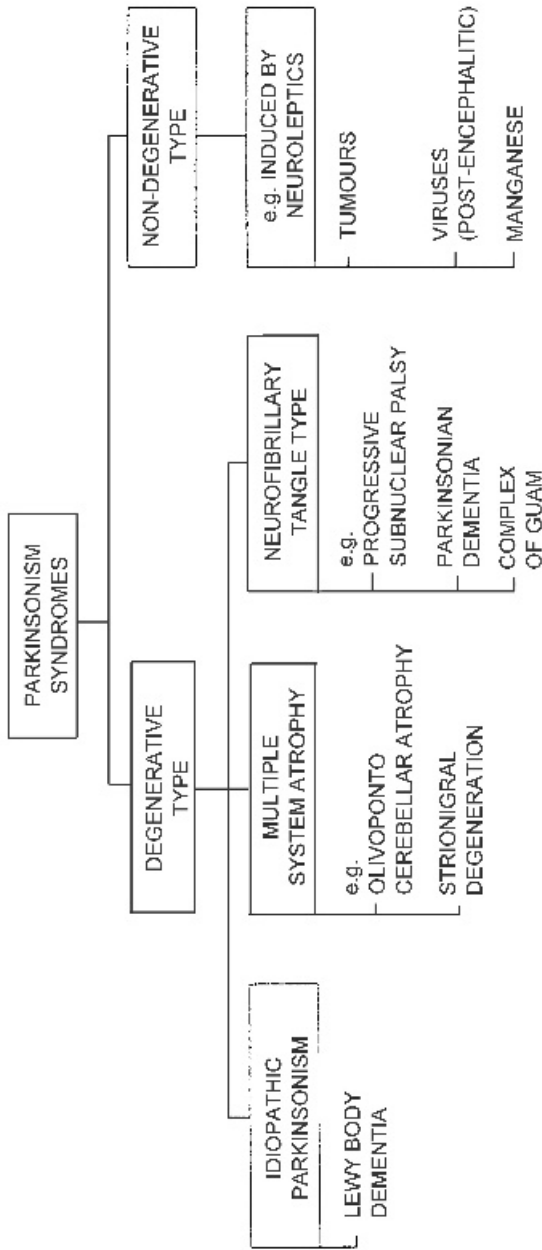 PARKINSONISM
SYNDROMES
DEGENERATIVE
TYPE
NON-DEGENERATIVE
TYPE
IDIOPATHIC
PARKINSONISM
LEWY BODY
DEMENTIA
MULTIPLE
SYSTEM ATROPHY
e.g.
OLIVOPONTO
CEREBELLAR ATROPHY
STRIONIGRAL
DEGENERATION
NEUROFIBRILLARY
TANGLE TYPE
e.g.
PROGRESSIVE
SUBNUCLEAR PALSY
PARKINSONIAN
DEMENTIA
COMPLEX
OF GUAM
e.g. INDUCED BY
NEUROLEPTICS
TUMOURS
VIRUSES
(POST-ENCEPHALITIC)
MANGANESE